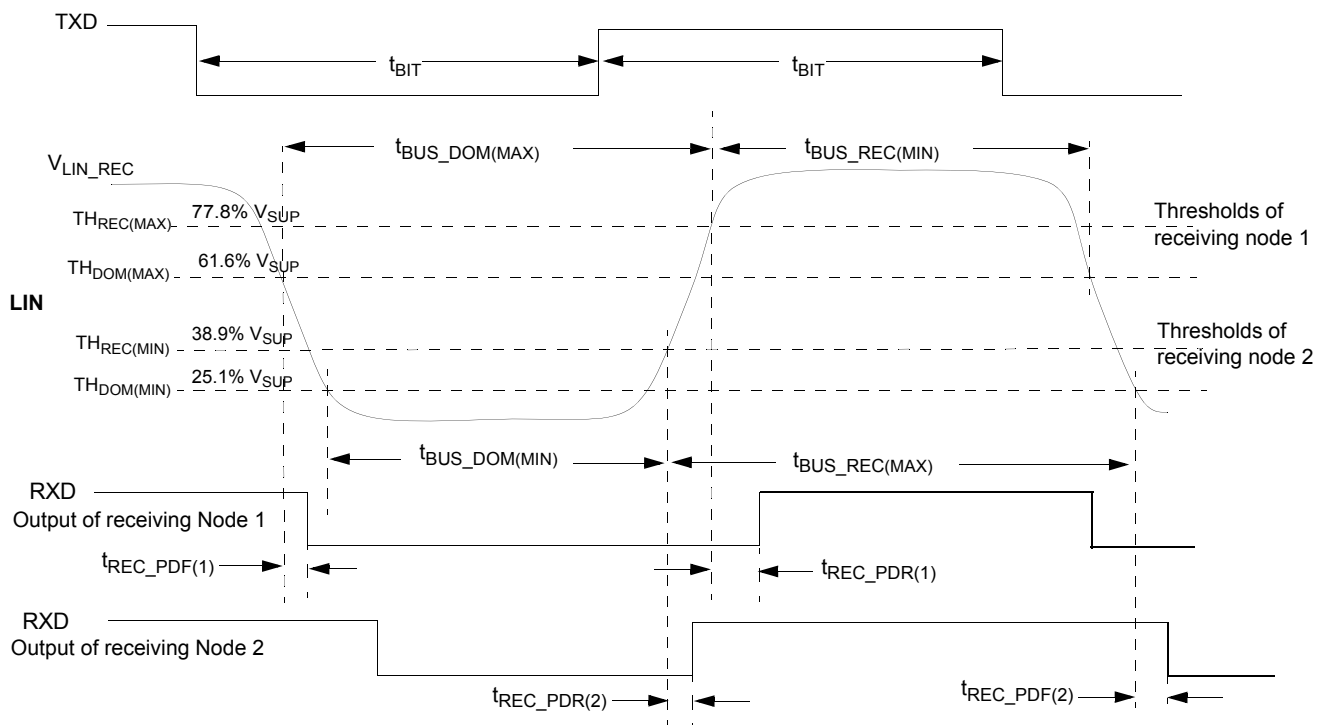 TXD
tBIT
tBIT
tBUS_DOM(MAX)
tBUS_REC(MIN)
VLIN_REC
THREC(MAX)
77.8% VSUP
Thresholds of
receiving node 1
THDOM(MAX)
61.6% VSUP
LIN
THREC(MIN)
38.9% VSUP
Thresholds of
receiving node 2
THDOM(MIN)
25.1% VSUP
tBUS_DOM(MIN)
tBUS_REC(MAX)
RXD
Output of receiving Node 1
tREC_PDF(1)
tREC_PDR(1)
RXD
Output of receiving Node 2
tREC_PDR(2)
tREC_PDF(2)